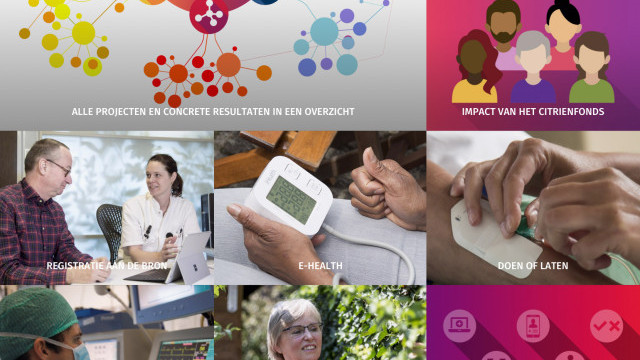 ALLE PROJECTEN EN CONCRETE RESULTATEN IN EEN OVERZICHT
IMPACT VAN HET CITRIENFONDS
REGISTRATIE AAN DE BRON
E-HEALTH
DOEN OF LATEN